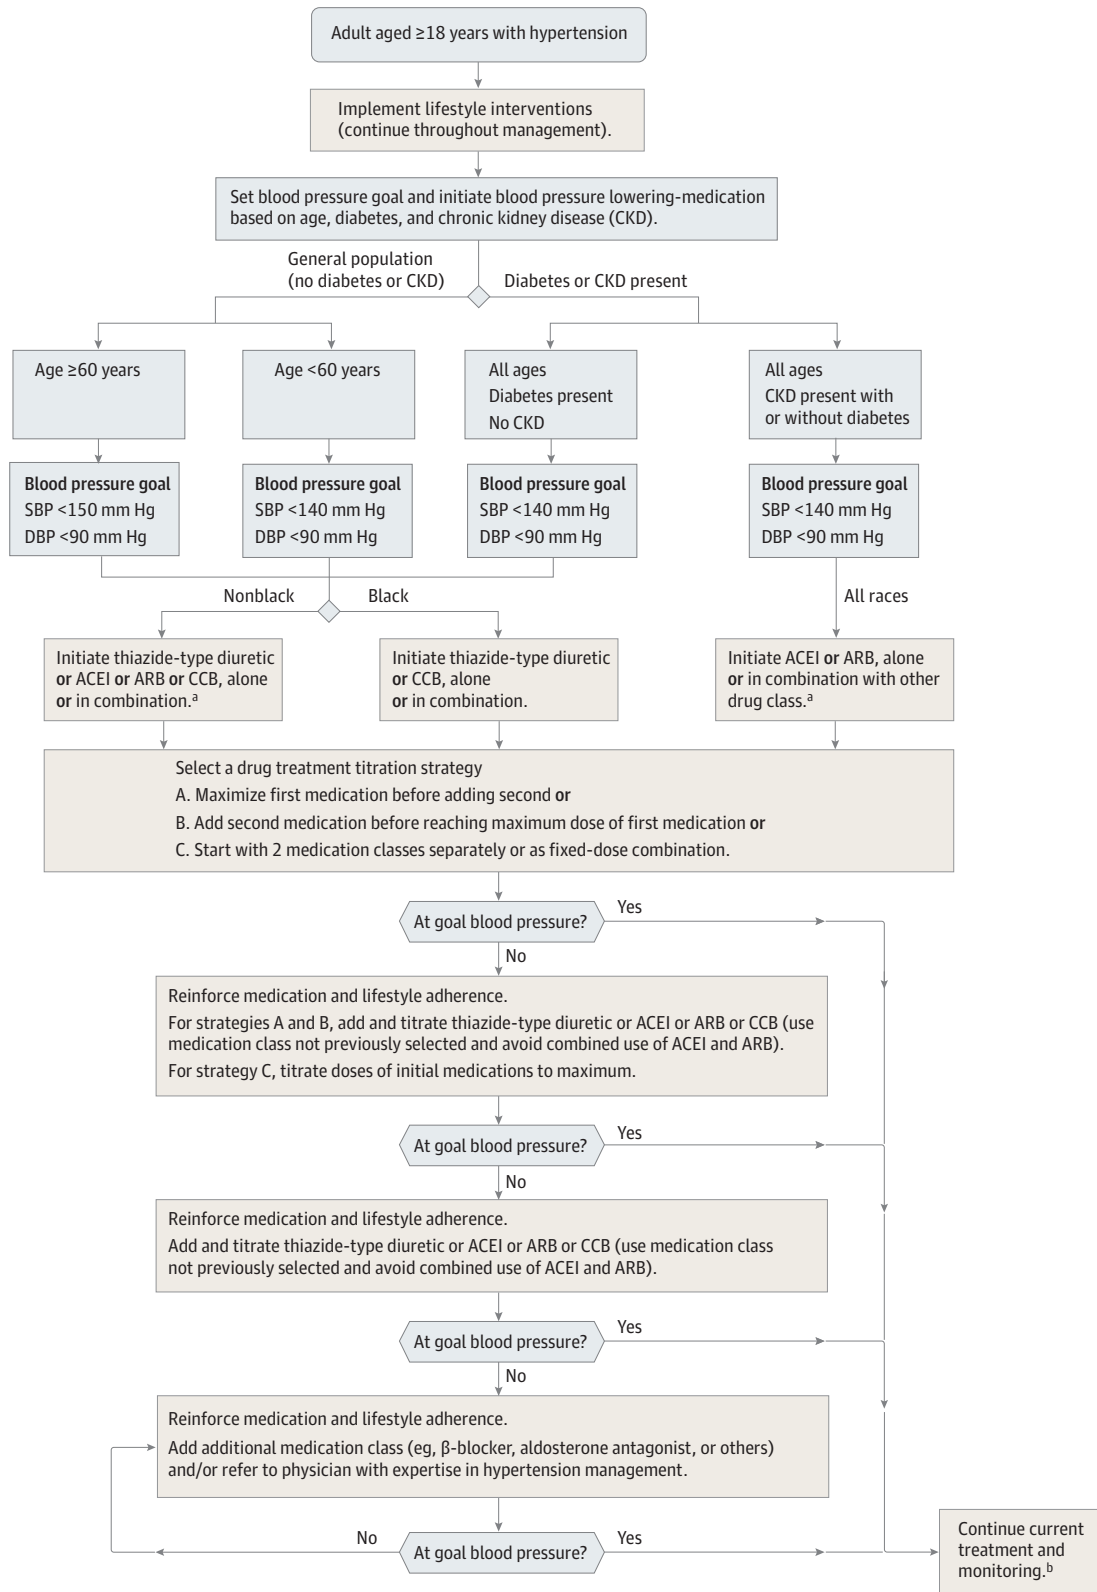 Adult aged ≥18 years with hypertension
Implement lifestyle interventions
(continue throughout management).
Set blood pressure goal and initiate blood pressure lowering-medication
based on age, diabetes, and chronic kidney disease (CKD).
General population
(no diabetes or CKD)
Diabetes or CKD present
Age ≥60 years
Age <60 years
All ages
Diabetes present
No CKD
All ages
CKD present with
or without diabetes
Blood pressure goal
SBP <150 mm Hg
DBP <90 mm Hg
Blood pressure goal
SBP <140 mm Hg
DBP <90 mm Hg
Blood pressure goal
SBP <140 mm Hg
DBP <90 mm Hg
Blood pressure goal
SBP <140 mm Hg
DBP <90 mm Hg
Nonblack
Black
All races
Initiate thiazide-type diuretic
or ACEI or ARB or CCB, alone
or in combination.a
Initiate thiazide-type diuretic
or CCB, alone
or in combination.
Initiate ACEI or ARB, alone
or in combination with other
drug class.a
Select a drug treatment titration strategy
A. Maximize first medication before adding second or
B. Add second medication before reaching maximum dose of first medication or
C. Start with 2 medication classes separately or as fixed-dose combination.
At goal blood pressure?
Yes
No
Reinforce medication and lifestyle adherence.
For strategies A and B, add and titrate thiazide-type diuretic or ACEI or ARB or CCB (use
medication class not previously selected and avoid combined use of ACEI and ARB).
For strategy C, titrate doses of initial medications to maximum.
At goal blood pressure?
Yes
No
Reinforce medication and lifestyle adherence.
Add and titrate thiazide-type diuretic or ACEI or ARB or CCB (use medication class
not previously selected and avoid combined use of ACEI and ARB).
At goal blood pressure?
Yes
No
Reinforce medication and lifestyle adherence.
Add additional medication class (eg, β-blocker, aldosterone antagonist, or others)
and/or refer to physician with expertise in hypertension management.
No
At goal blood pressure?
Yes
Continue current
treatment and
monitoring.b